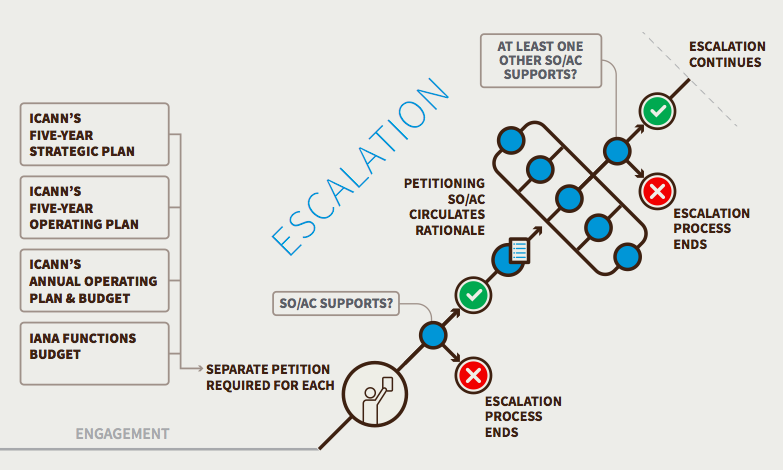 ICANN'S
FIVE-YEAR
STRATEGIC PLAN
ICANN'S
FIVE-YEAR
OPERATING PLAN
ICANN'S
ANNUAL OPERATING
PLAN & BUDGET
IANA FUNCTIONS
BUDGET
SEPARATE PETITION
REQUIRED FOR EACH
ENGAGEMENT
ESCALATION
SO/AC SUPPORTS?
ESCALATION
PROCESS
ENDS
PETITIONING
SO/AC
CIRCULATES
RATIONALE
AT LEAST ONE
OTHER SO/AC
SUPPORTS?
ESCALATION
PROCESS
ENDS
ESCALATION
CONTINUES